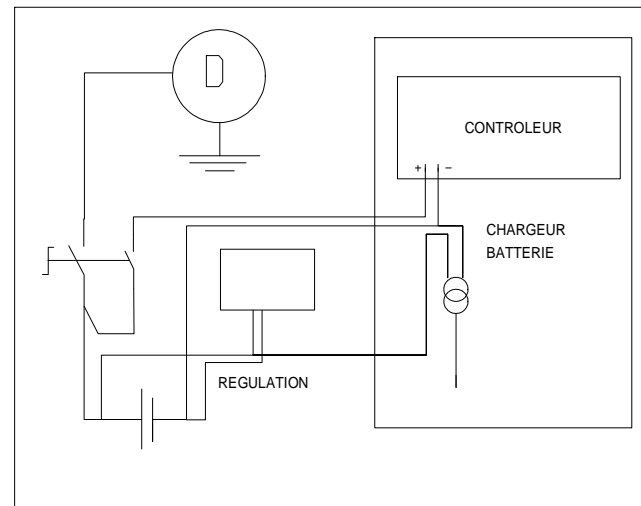 D
CONTROLEUR
+ −
CHARGEUR
BATTERIE
REGULATION